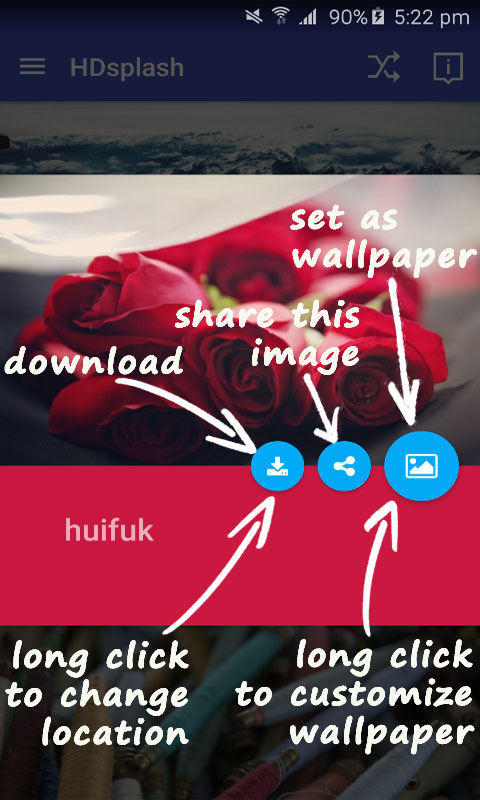 90% 5:22 pm
HDsplash
set as
wallpaper
share this
image
download
huifuk
long click
to change
location
long click
to customize
wallpaper